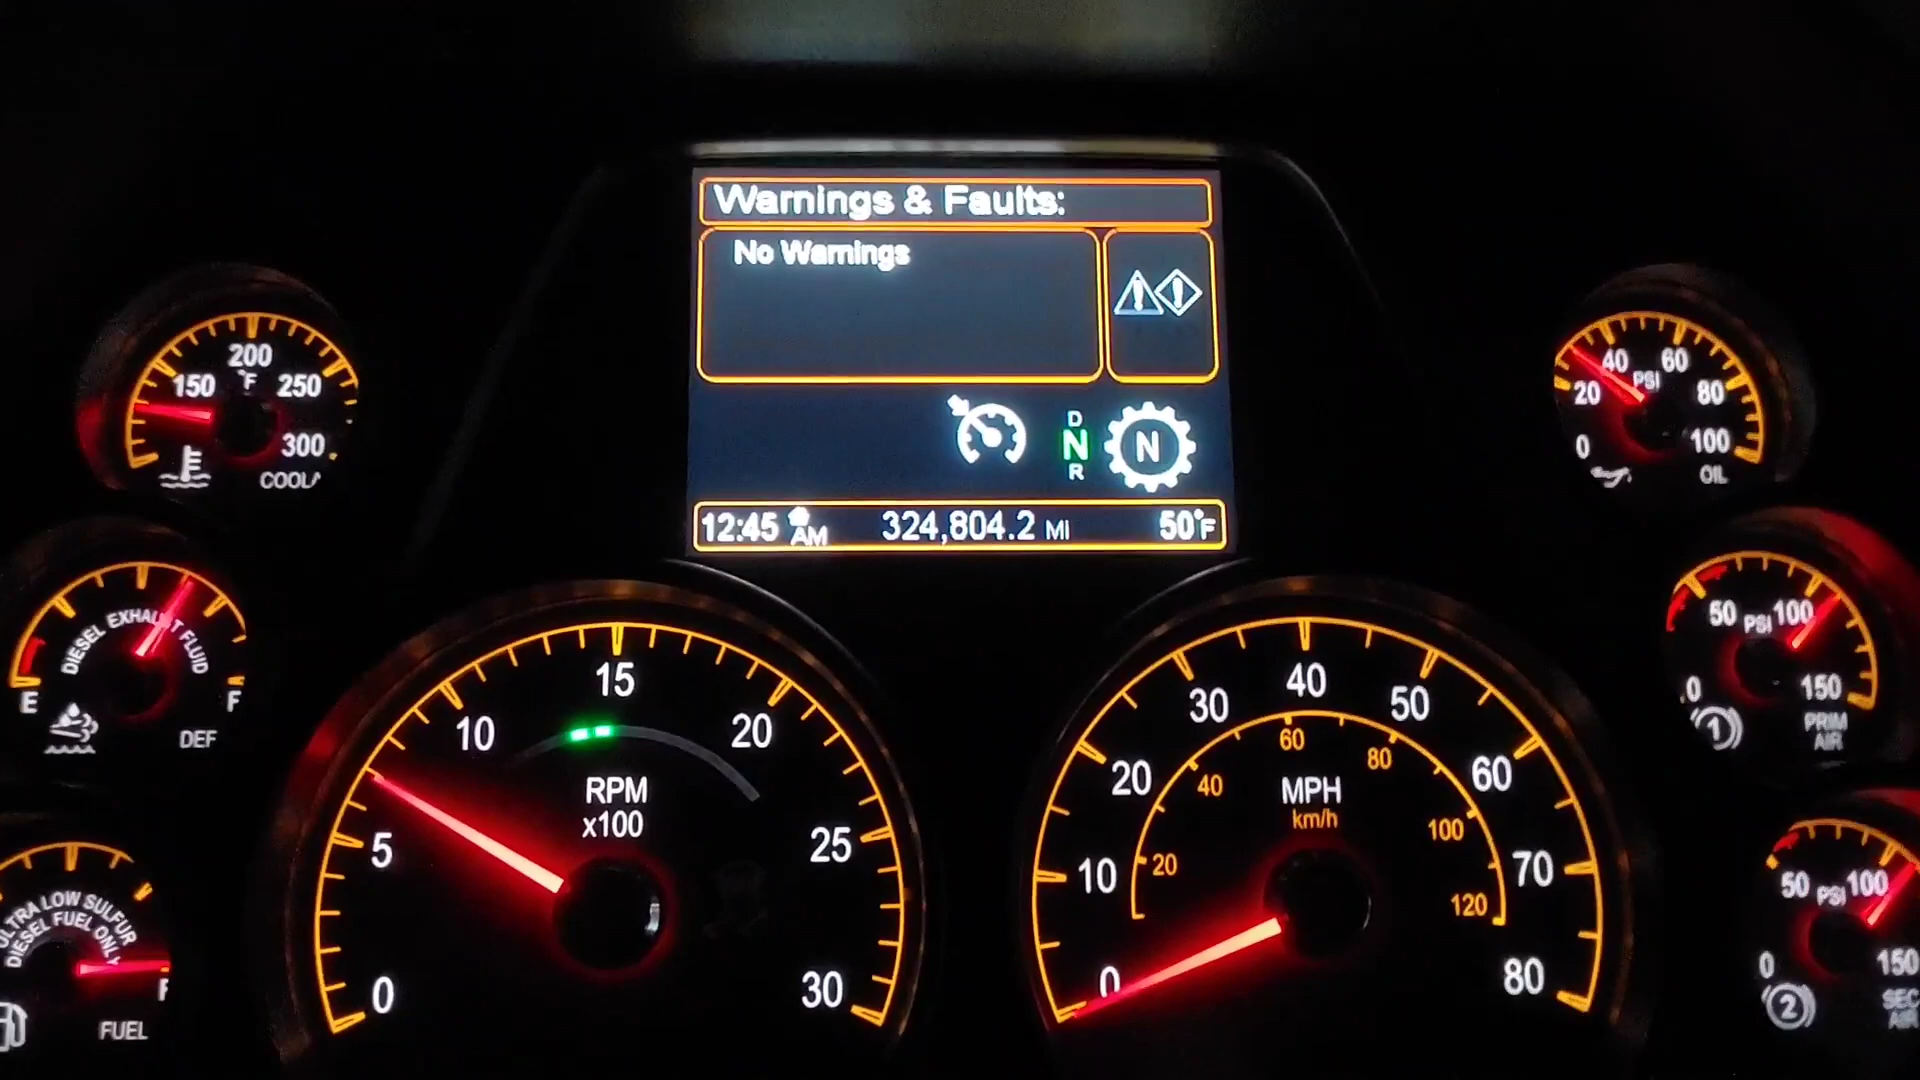 Warnings & Faults:
No Warnings
D
N
R
N
12:45 AM 324,804.2 MI 50°F
150 200 250 300
°F
0 20 40 60 80 100
PSI
OIL
DIESEL EXHAUST FLUID
E F
DEF
0 5 10 15 20 25 30
RPM
x100
0 10 20 30 40 50 60 70 80
20 40 60 80 100 120
MPH
km/h
0 50 PSI 100 150
1
PRIM
AIR
ULTRA LOW SULFUR
DIESEL FUEL ONLY
F
FUEL
0 50 PSI 100 150
2
SEC
AIR